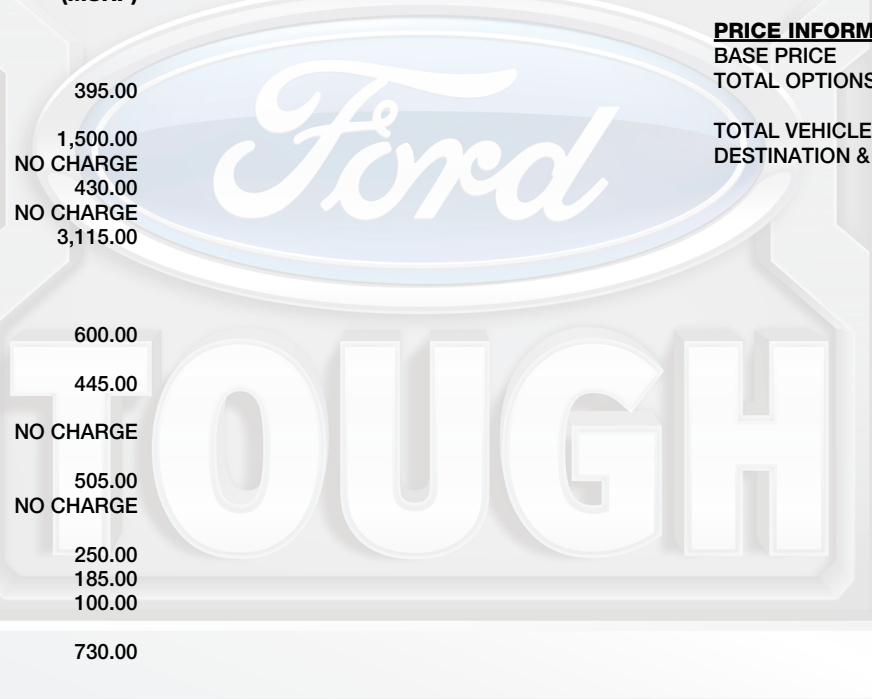 395.00
1,500.00
NO CHARGE
430.00
NO CHARGE
3,115.00
600.00
445.00
NO CHARGE
505.00
NO CHARGE
250.00
185.00
100.00
730.00
PRICE INFORM
BASE PRICE
TOTAL OPTIONS
TOTAL VEHICLE
DESTINATION &
Ford
TOUGH